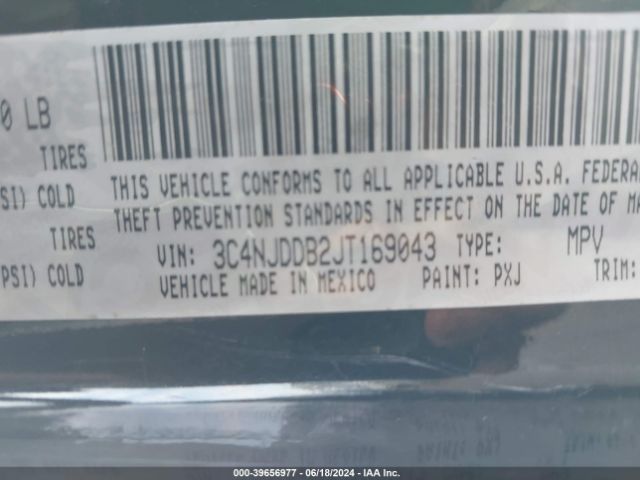 0 LB
TIRES
SI) COLD
TIRES
PSI) COLD
THIS VEHICLE CONFORMS TO ALL APPLICABLE U.S.A. FEDERA
THEFT PREVENTION STANDARDS IN EFFECT ON THE DATE OF MA
VIN: 3C4NJDDB2JT169043 TYPE: MPV
VEHICLE MADE IN MEXICO PAINT: PXJ TRIM:
000-39656977 - 06/18/2024 - IAA Inc.